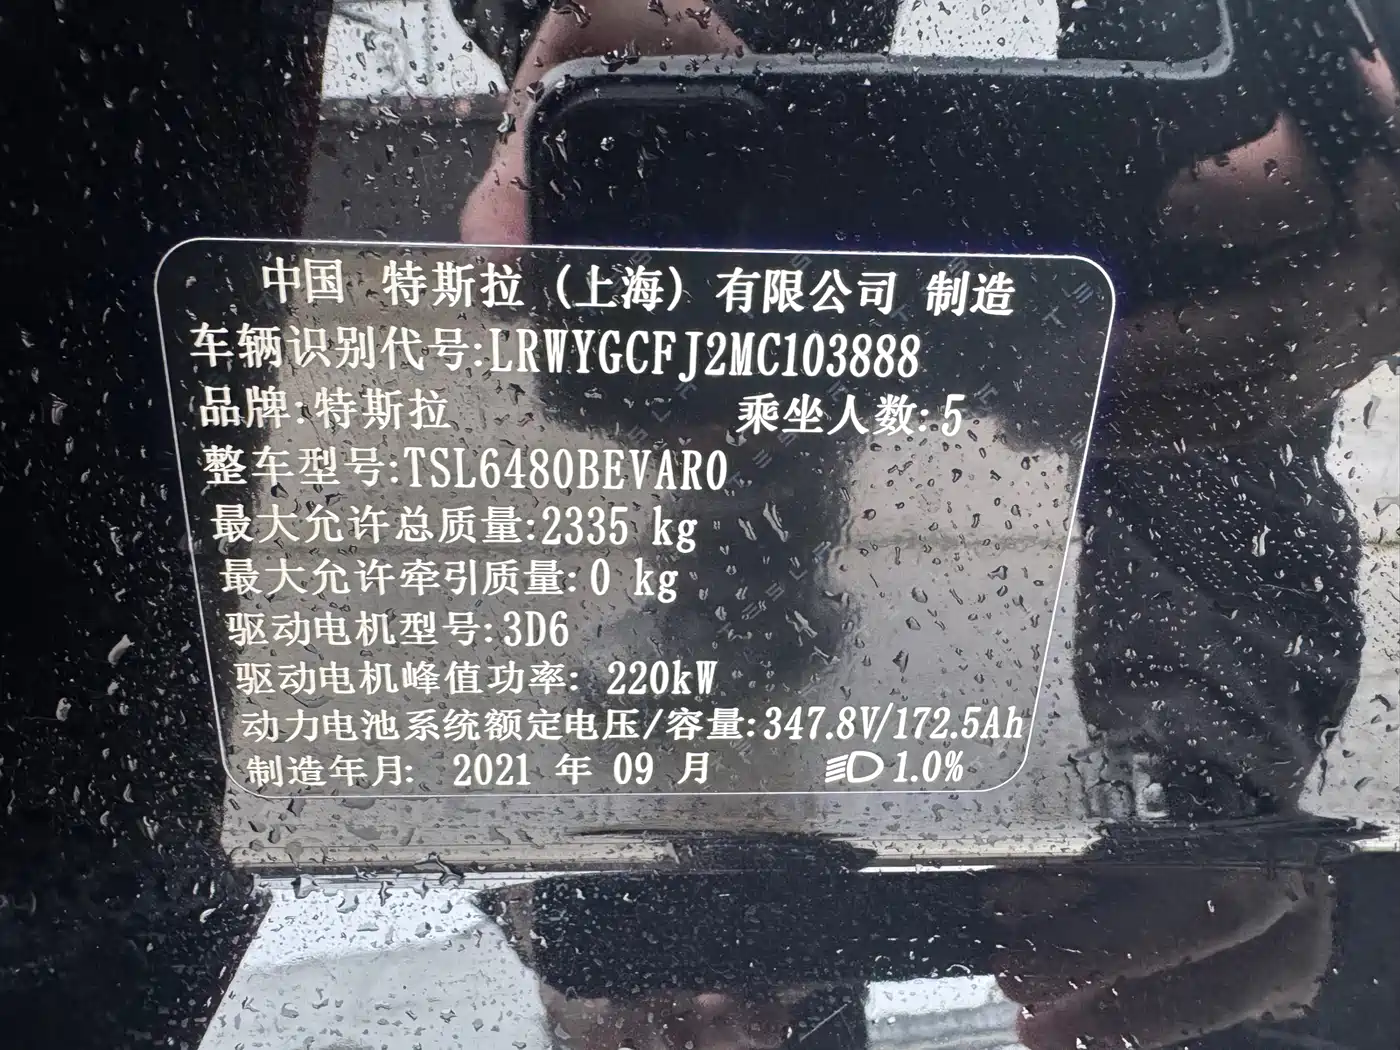 中国 特斯拉（上海）有限公司 制造
车辆识别代号:LRWYGCFJ2MC103888
品牌:特斯拉 乘坐人数:5
整车型号:TSL6480BEVAR0
最大允许总质量:2335 kg
最大允许牵引质量:0 kg
驱动电机型号:3D6
驱动电机峰值功率: 220kW
动力电池系统额定电压/容量:347.8V/172.5Ah
制造年月: 2021 年 09 月 1.0%